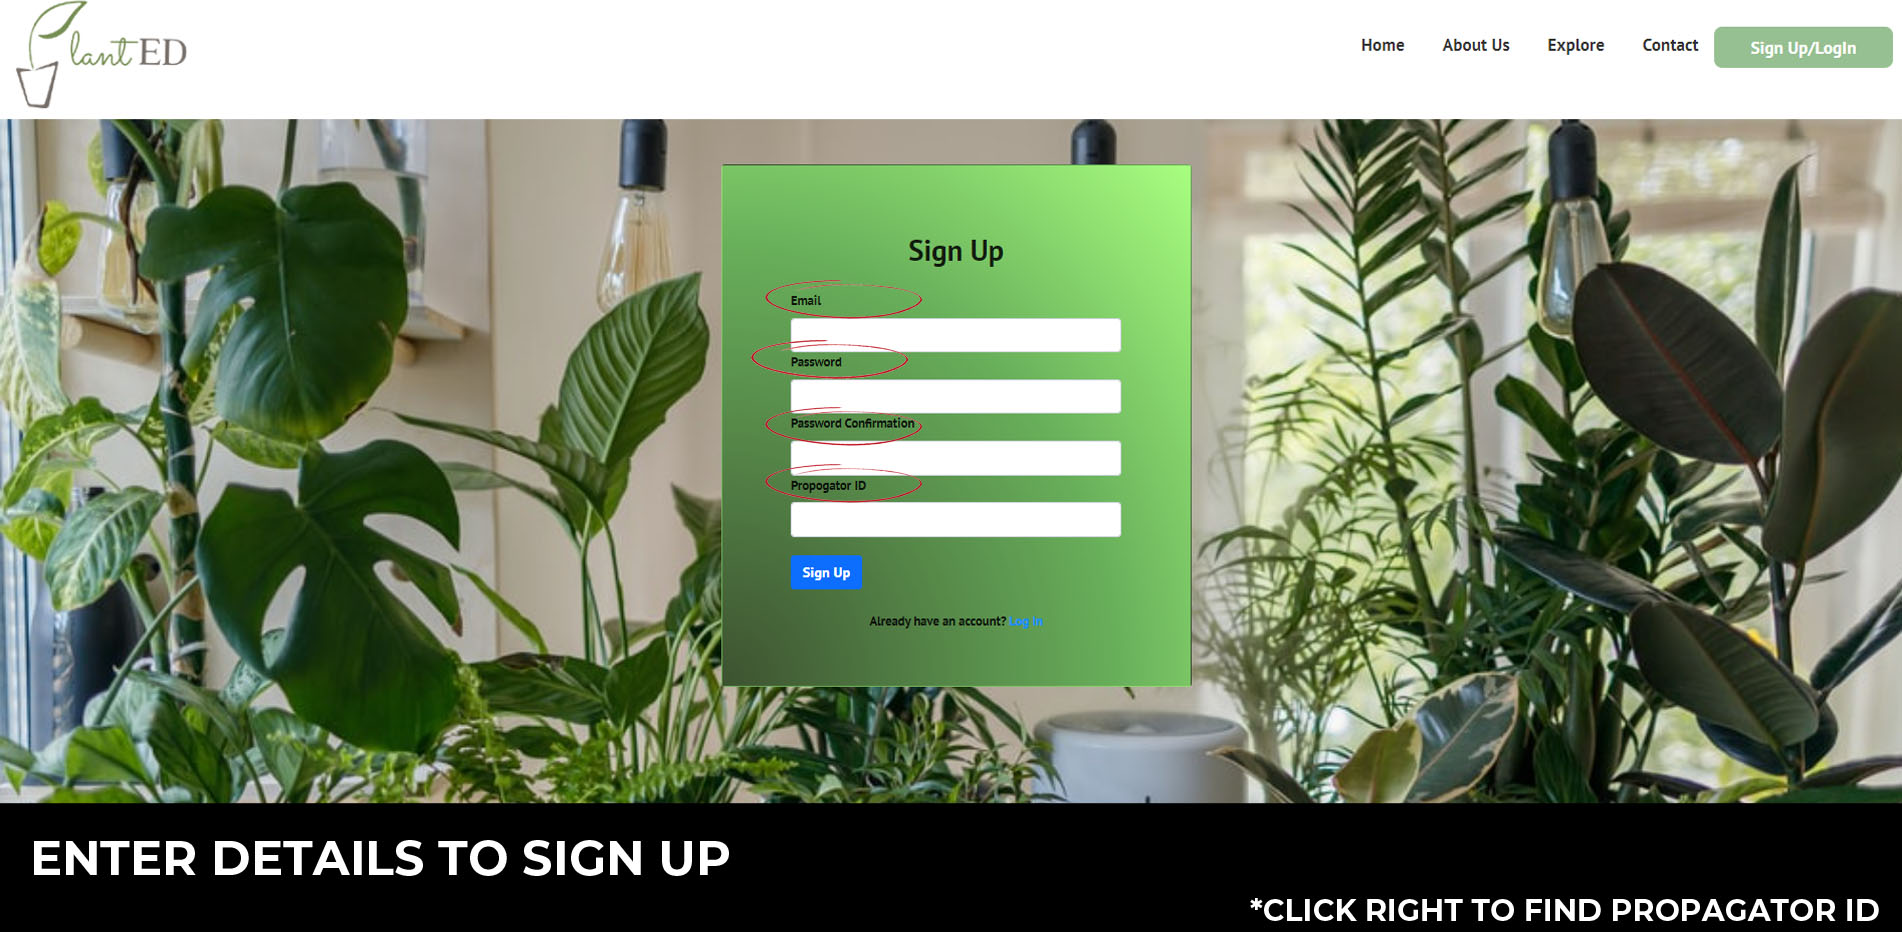 PlantED
Home About Us Explore Contact Sign Up/LogIn
Sign Up
Email
Password
Password Confirmation
Propogator ID
Sign Up
Already have an account? Log In
ENTER DETAILS TO SIGN UP
*CLICK RIGHT TO FIND PROPAGATOR ID